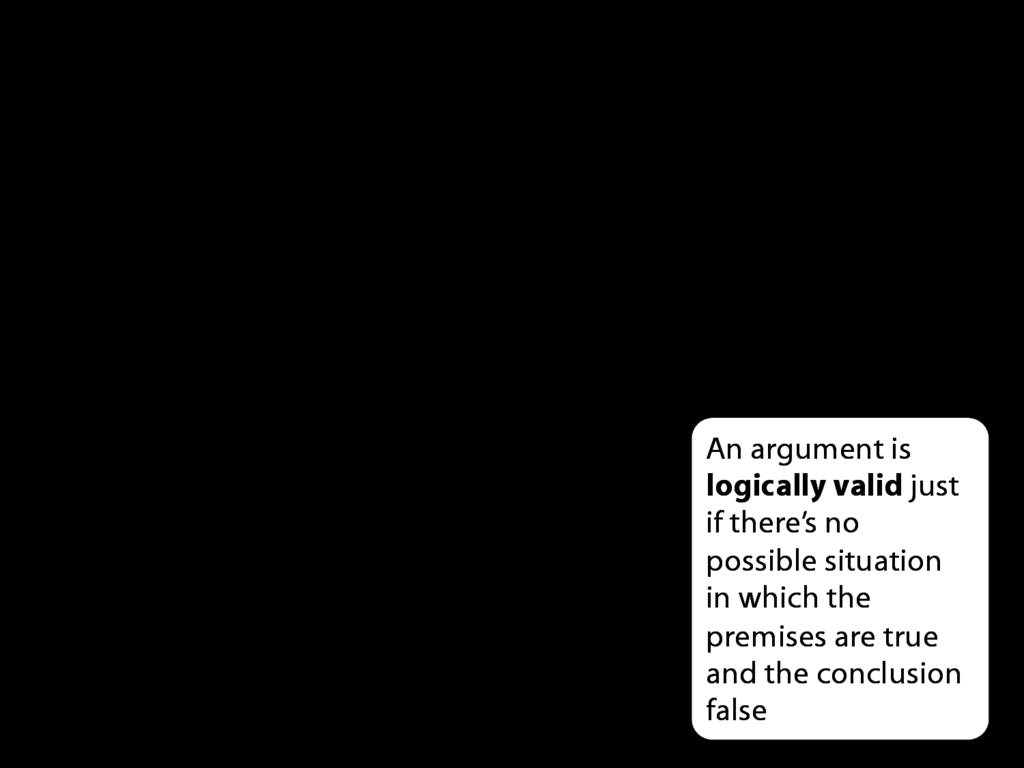 An argument is
logically valid just
if there’s no
possible situation
in which the
premises are true
and the conclusion
false